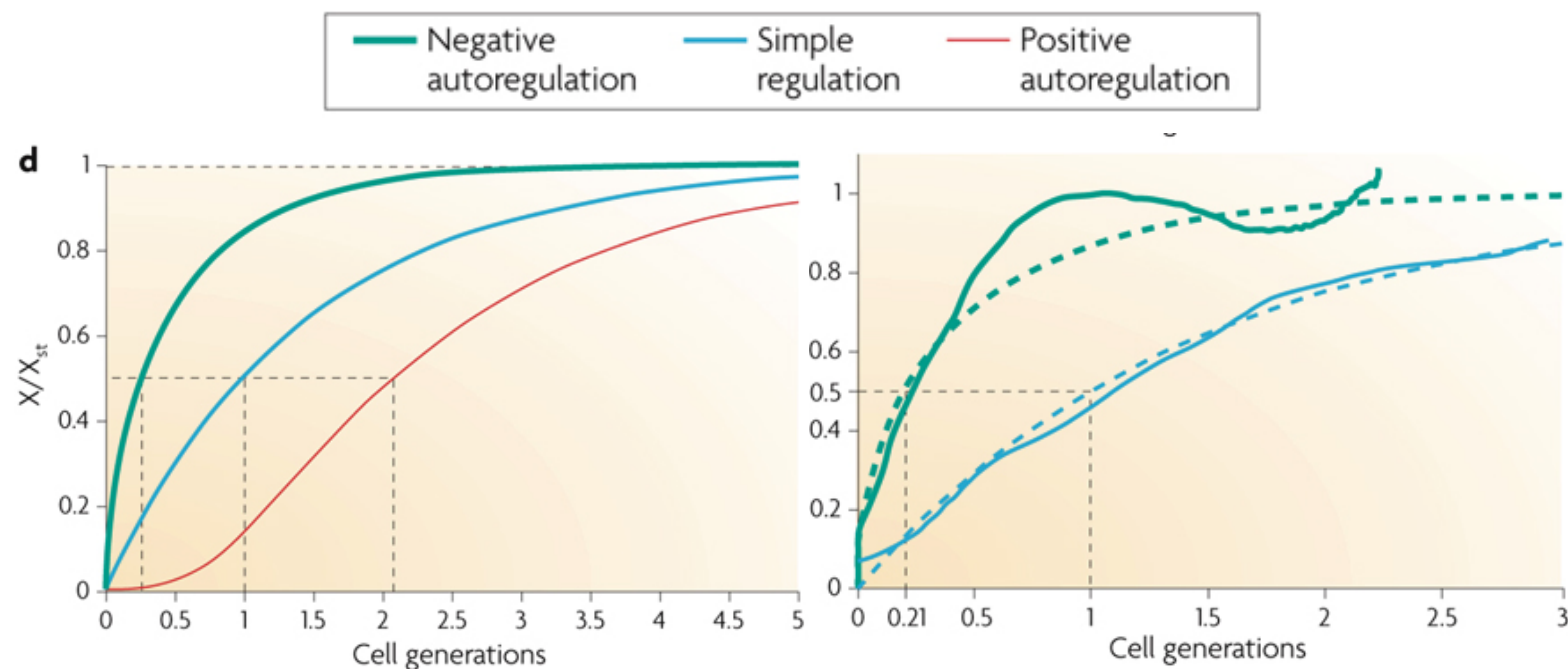 Negative
autoregulation
Simple
regulation
Positive
autoregulation
d
X/Xst
1
0.8
0.6
0.4
0.2
0
0 0.5 1 1.5 2 2.5 3 3.5 4 4.5 5
Cell generations
1
0.8
0.6
0.5
0.4
0.2
0
0 0.21 0.5 1 1.5 2 2.5 3
Cell generations